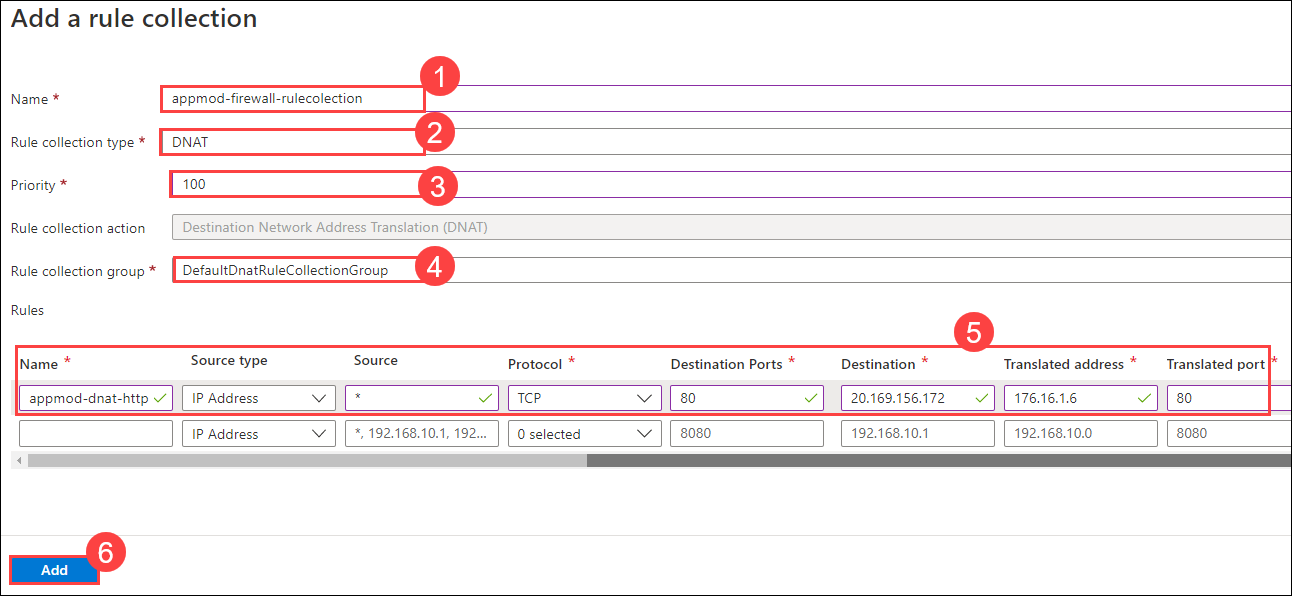 Add a rule collection
1
Name * appmod-firewall-rulecolection
2
Rule collection type * DNAT
Priority * 100 3
Rule collection action Destination Network Address Translation (DNAT)
Rule collection group * DefaultDnatRuleCollectionGroup 4
Rules
5
Name * Source type Source Protocol * Destination Ports * Destination * Translated address * Translated port *
appmod-dnat-http IP Address * TCP 80 20.169.156.172 176.16.1.6 80
IP Address *, 192.168.10.1, 192... 0 selected 8080 192.168.10.1 192.168.10.0 8080
6
Add